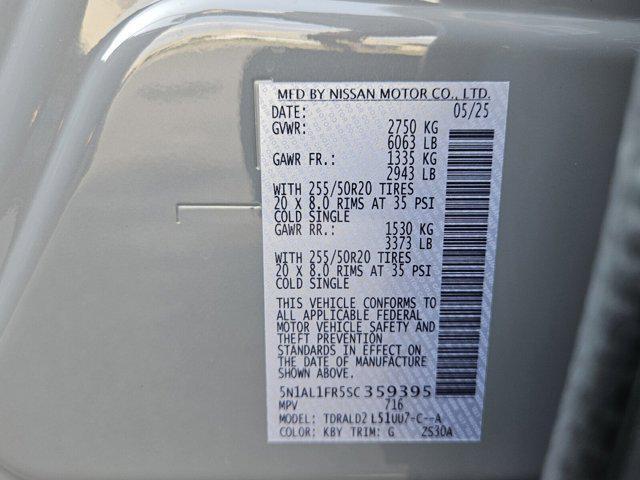 MFD BY NISSAN MOTOR CO., LTD.
DATE: 05/25
GVWR: 2750 KG
6063 LB
GAWR FR.: 1335 KG
2943 LB
WITH 255/50R20 TIRES
20 X 8.0 RIMS AT 35 PSI
COLD SINGLE
GAWR RR.: 1530 KG
3373 LB
WITH 255/50R20 TIRES
20 X 8.0 RIMS AT 35 PSI
COLD SINGLE
THIS VEHICLE CONFORMS TO
ALL APPLICABLE FEDERAL
MOTOR VEHICLE SAFETY AND
THEFT PREVENTION
STANDARDS IN EFFECT ON
THE DATE OF MANUFACTURE
SHOWN ABOVE.
5N1AL1FR5SC359395
MPV 716
MODEL: TDRALD2 L51UU7-C--A
COLOR: KBY TRIM: G 2S30A